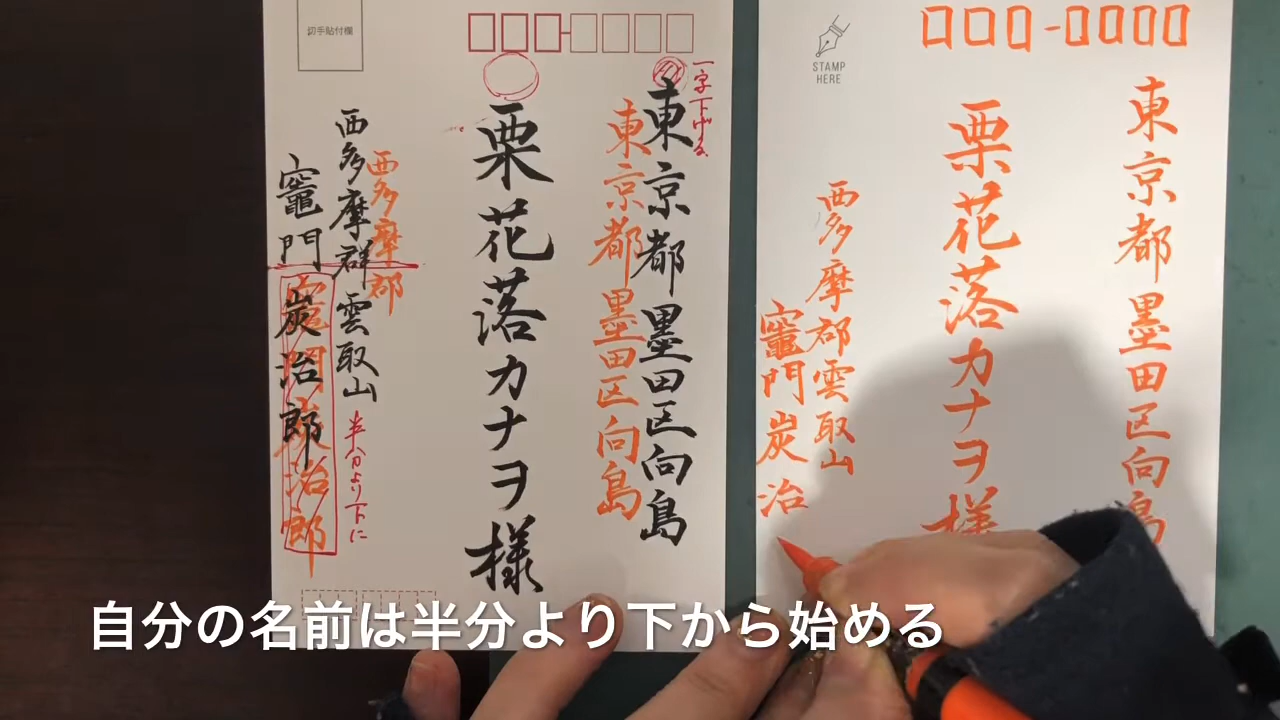 切手貼付欄
一字下げる
東京都墨田区向島
東京都墨田区向島
栗花落カナヲ様
西多摩郡
西多摩群雲取山
半分より下に
竈門炭治郎
竈門炭治郎
STAMP
HERE
東京都墨田区向島
栗花落カナヲ様
西多摩郡雲取山
竈門炭治
自分の名前は半分より下から始める